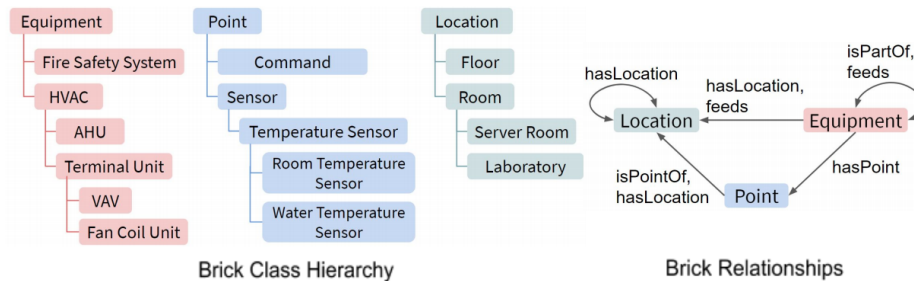 Equipment
Fire Safety System
HVAC
AHU
Terminal Unit
VAV
Fan Coil Unit
Point
Command
Sensor
Temperature Sensor
Room Temperature
Sensor
Water Temperature
Sensor
Location
Floor
Room
Server Room
Laboratory
Brick Class Hierarchy
hasLocation
hasLocation,
feeds
isPartOf,
feeds
Location
Equipment
isPointOf,
hasLocation
hasPoint
Point
Brick Relationships